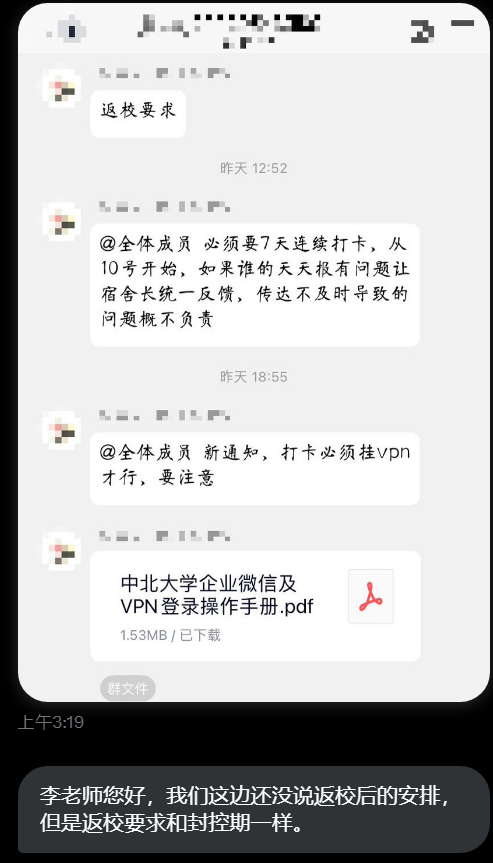 返校要求
昨天 12:52
@全体成员 必须要7天连续打卡，从
10号开始，如果谁的天天报有问题让
宿舍长统一反馈，传达不及时导致的
问题概不负责
昨天 18:55
@全体成员 新通知，打卡必须挂vpn
才行，要注意
中北大学企业微信及
VPN登录操作手册.pdf
1.53MB / 已下载
群文件
上午3:19
李老师您好，我们这边还没说返校后的安排，
但是返校要求和封控期一样。